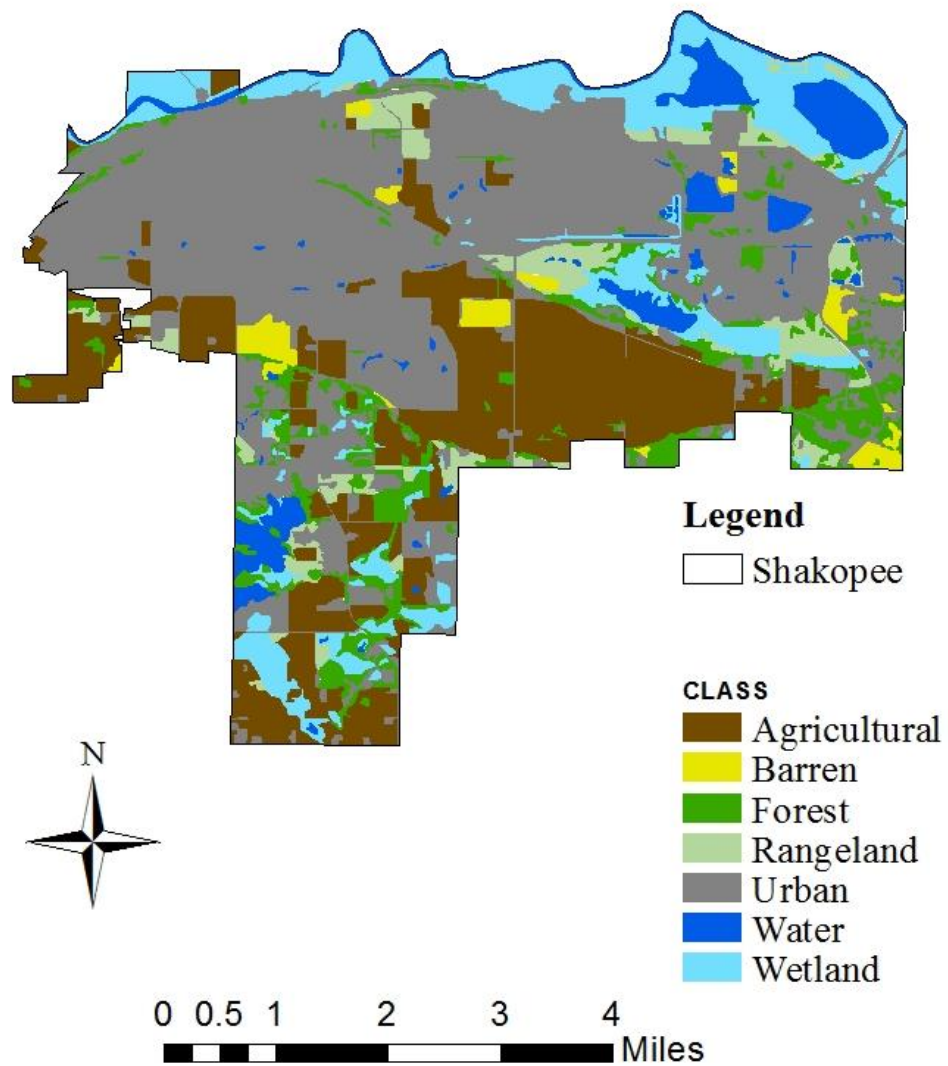 Legend
Shakopee
CLASS
Agricultural
Barren
Forest
Rangeland
Urban
Water
Wetland
N
0 0.5 1 2 3 4
Miles